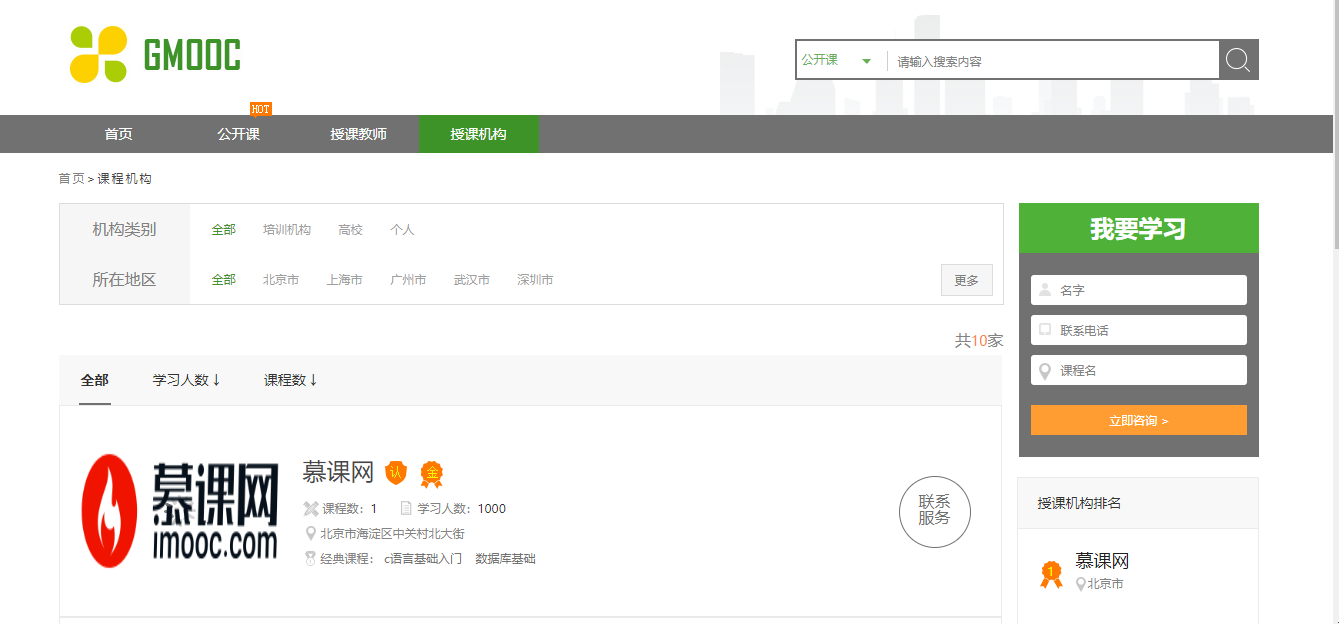 GMOOC
公开课 请输入搜索内容
HOT
首页 公开课 授课教师 授课机构
首页 > 课程机构
机构类别 全部 培训机构 高校 个人
所在地区 全部 北京市 上海市 广州市 武汉市 深圳市 更多
共10家
全部 学习人数↓ 课程数↓
慕课网
imooc.com
慕课网 认 金
课程数：1 学习人数：1000
北京市海淀区中关村北大街
经典课程： c语言基础入门 数据库基础
联系
服务
我要学习
名字
联系电话
课程名
立即咨询 >
授课机构排名
1 慕课网
北京市